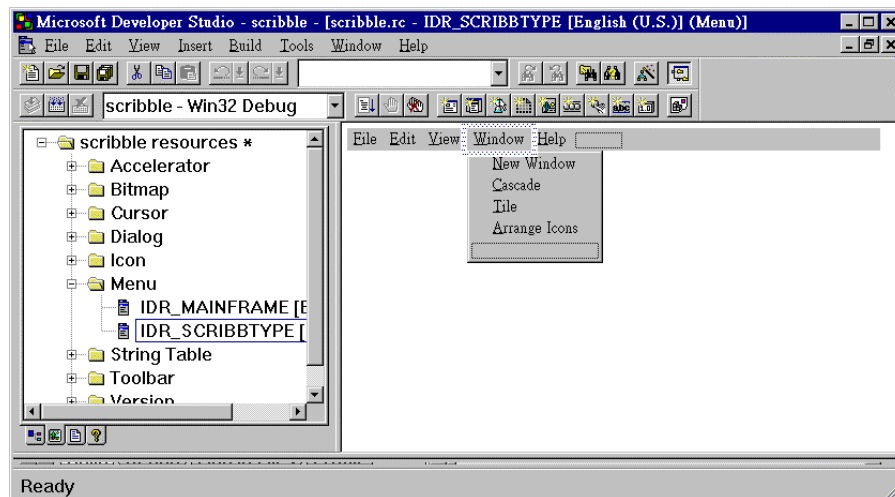 Microsoft Developer Studio - scribble - [scribble.rc - IDR_SCRIBBTYPE [English (U.S.)] (Menu)]
File Edit View Insert Build Tools Window Help
scribble - Win32 Debug
scribble resources *
Accelerator
Bitmap
Cursor
Dialog
Icon
Menu
IDR_MAINFRAME [E
IDR_SCRIBBTYPE [
String Table
Toolbar
Version
File Edit View Window Help
New Window
Cascade
Tile
Arrange Icons
Ready